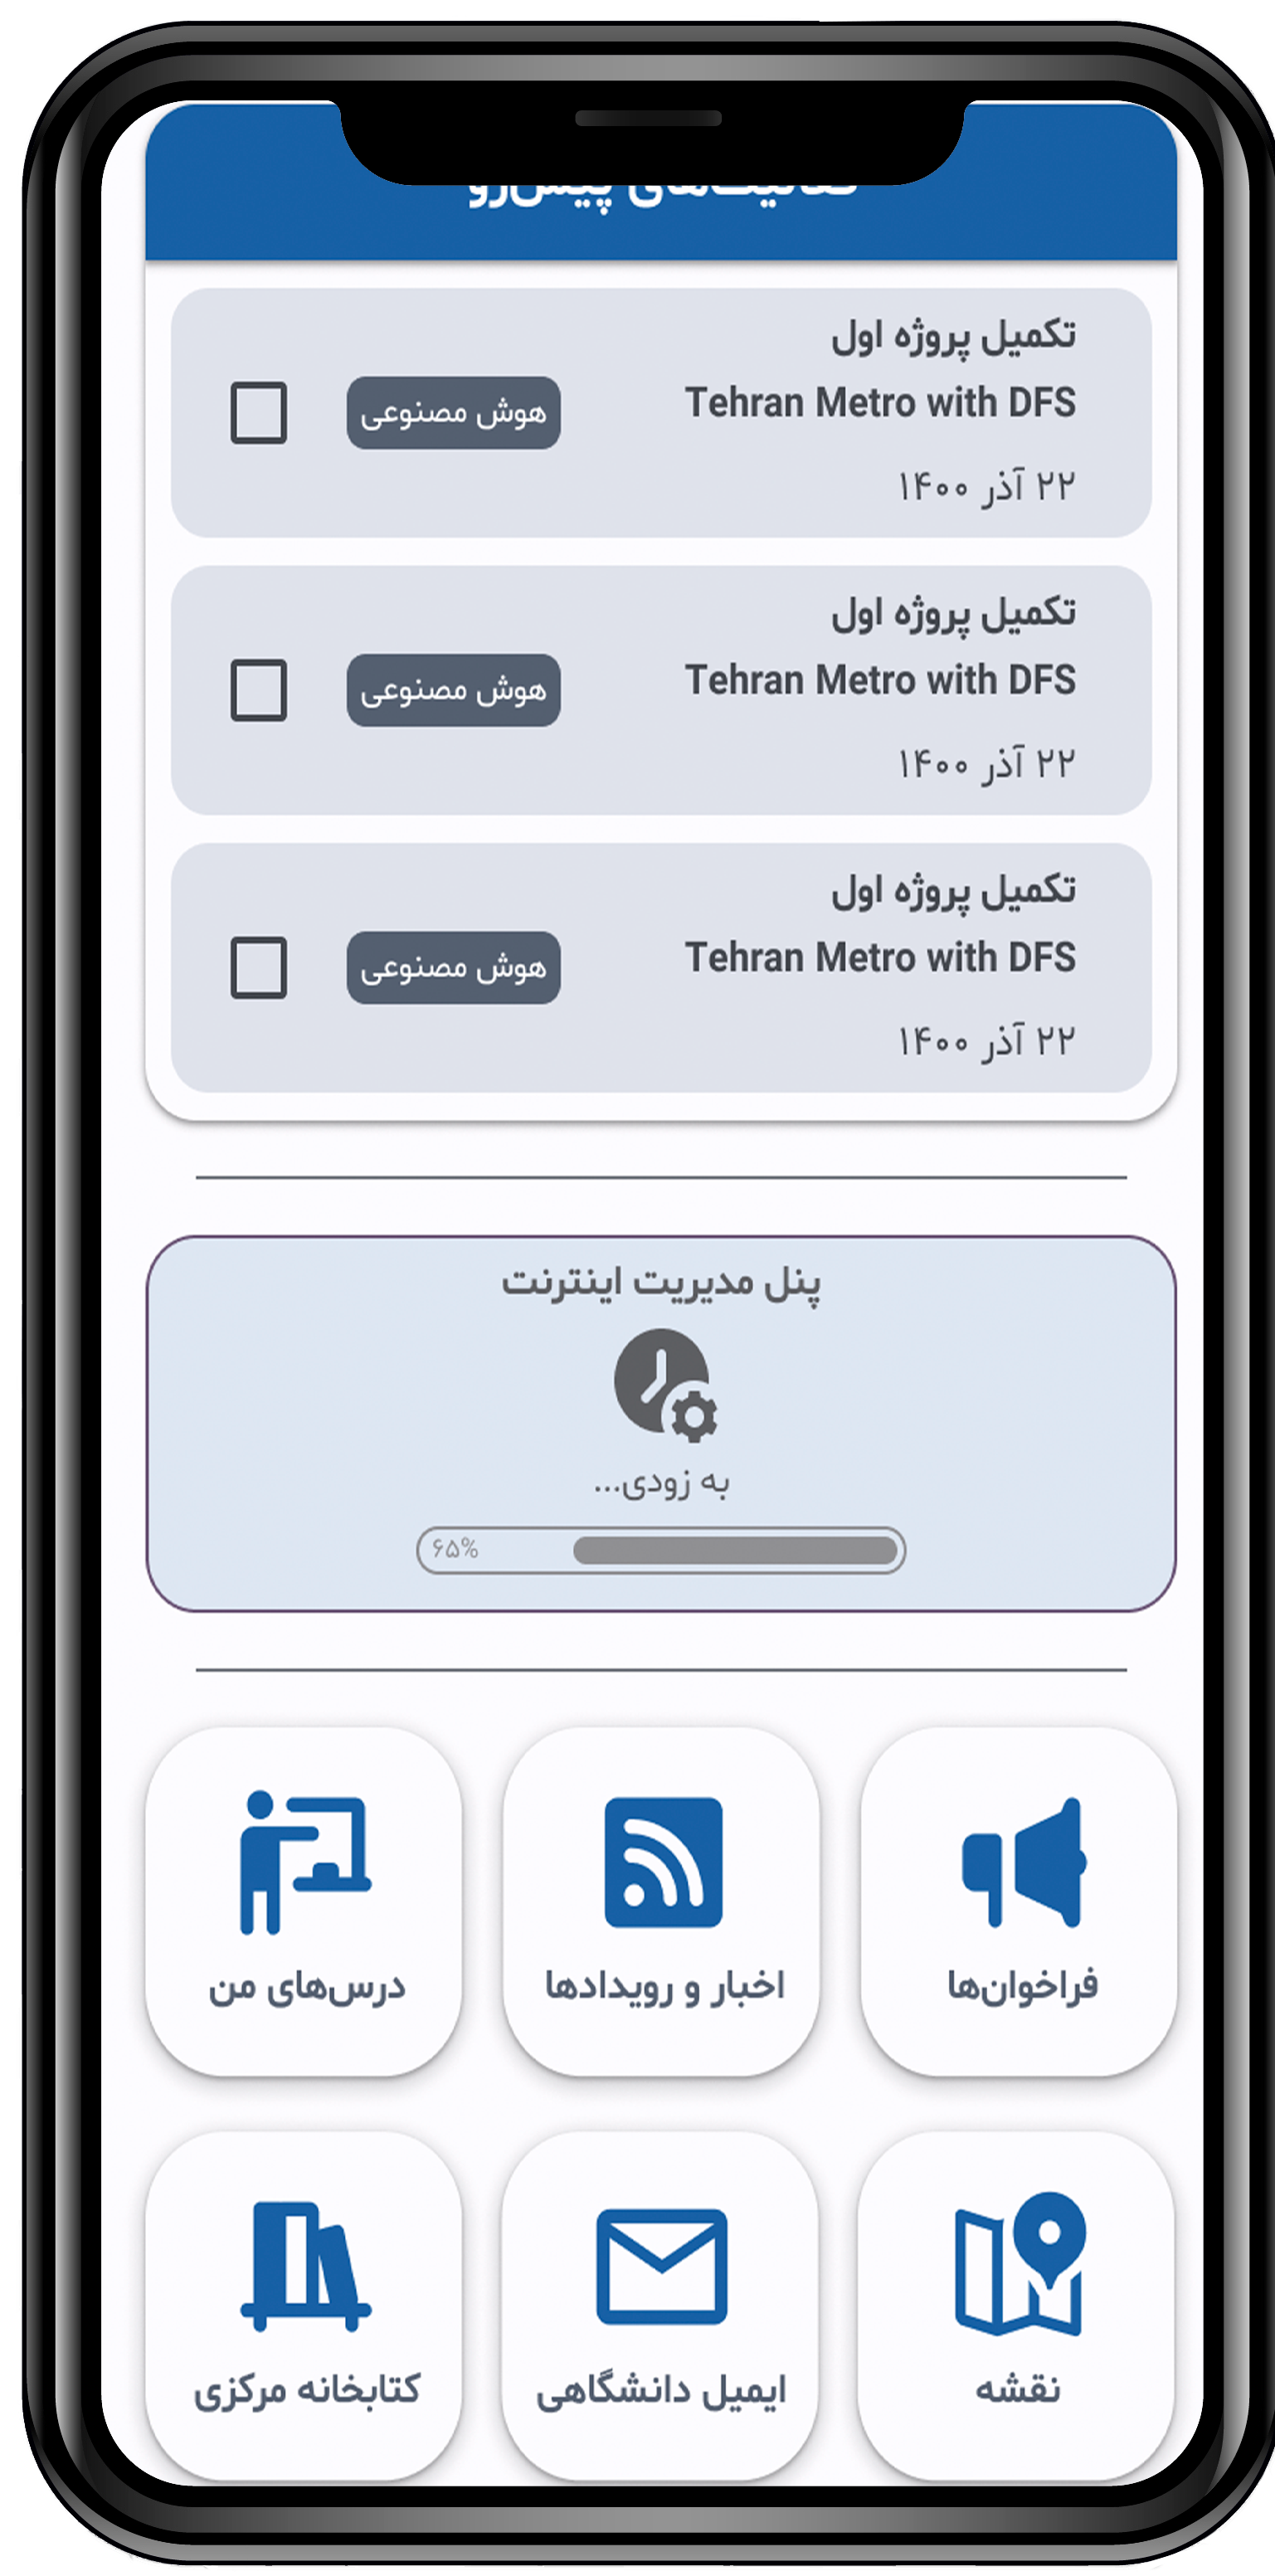 پیش‌رو
تکمیل پروژه اول
Tehran Metro with DFS
۲۲ آذر ۱۴۰۰
هوش مصنوعی
تکمیل پروژه اول
Tehran Metro with DFS
۲۲ آذر ۱۴۰۰
هوش مصنوعی
تکمیل پروژه اول
Tehran Metro with DFS
۲۲ آذر ۱۴۰۰
هوش مصنوعی
پنل مدیریت اینترنت
به زودی...
۶۵%
فراخوان‌ها
اخبار و رویدادها
درس‌های من
نقشه
ایمیل دانشگاهی
کتابخانه مرکزی